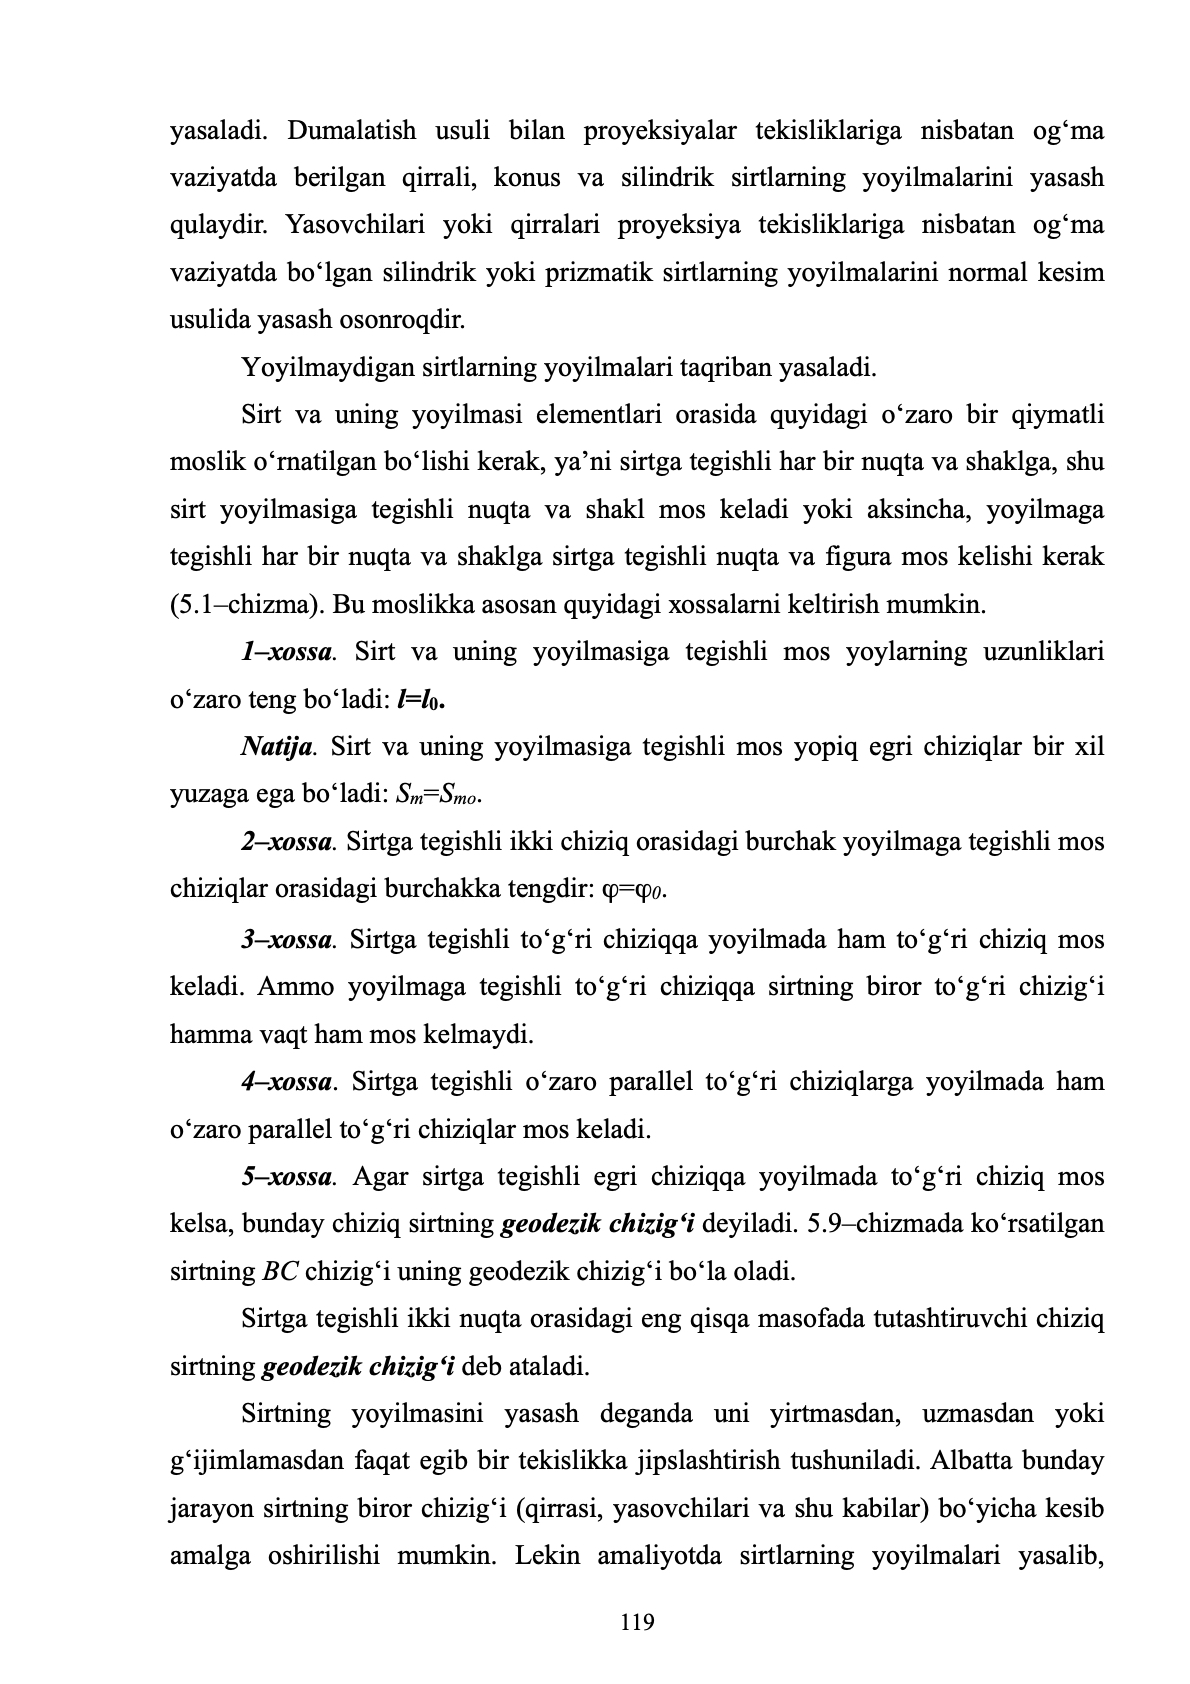 yasaladi. Dumalatish usuli bilan proyeksiyalar tekisliklariga nisbatan og‘ma
vaziyatda berilgan qirrali, konus va silindrik sirtlarning yoyilmalarini yasash
qulaydir. Yasovchilari yoki qirralari proyeksiya tekisliklariga nisbatan og‘ma
vaziyatda bo‘lgan silindrik yoki prizmatik sirtlarning yoyilmalarini normal kesim
usulida yasash osonroqdir.
Yoyilmaydigan sirtlarning yoyilmalari taqriban yasaladi.
Sirt va uning yoyilmasi elementlari orasida quyidagi o‘zaro bir qiymatli
moslik o‘rnatilgan bo‘lishi kerak, ya’ni sirtga tegishli har bir nuqta va shaklga, shu
sirt yoyilmasiga tegishli nuqta va shakl mos keladi yoki aksincha, yoyilmaga
tegishli har bir nuqta va shaklga sirtga tegishli nuqta va figura mos kelishi kerak
(5.1–chizma). Bu moslikka asosan quyidagi xossalarni keltirish mumkin.
1–xossa. Sirt va uning yoyilmasiga tegishli mos yoylarning uzunliklari
o‘zaro teng bo‘ladi: l=l₀.
Natija. Sirt va uning yoyilmasiga tegishli mos yopiq egri chiziqlar bir xil
yuzaga ega bo‘ladi: Sm=Smo.
2–xossa. Sirtga tegishli ikki chiziq orasidagi burchak yoyilmaga tegishli mos
chiziqlar orasidagi burchakka tengdir: φ=φ₀.
3–xossa. Sirtga tegishli to‘g‘ri chiziqqa yoyilmada ham to‘g‘ri chiziq mos
keladi. Ammo yoyilmaga tegishli to‘g‘ri chiziqqa sirtning biror to‘g‘ri chizig‘i
hamma vaqt ham mos kelmaydi.
4–xossa. Sirtga tegishli o‘zaro parallel to‘g‘ri chiziqlarga yoyilmada ham
o‘zaro parallel to‘g‘ri chiziqlar mos keladi.
5–xossa. Agar sirtga tegishli egri chiziqqa yoyilmada to‘g‘ri chiziq mos
kelsa, bunday chiziq sirtning geodezik chizig‘i deyiladi. 5.9–chizmada ko‘rsatilgan
sirtning BC chizig‘i uning geodezik chizig‘i bo‘la oladi.
Sirtga tegishli ikki nuqta orasidagi eng qisqa masofada tutashtiruvchi chiziq
sirtning geodezik chizig‘i deb ataladi.
Sirtning yoyilmasini yasash deganda uni yirtmasdan, uzmasdan yoki
g‘ijimlamasdan faqat egib bir tekislikka jipslashtirish tushuniladi. Albatta bunday
jarayon sirtning biror chizig‘i (qirrasi, yasovchilari va shu kabilar) bo‘yicha kesib
amalga oshirilishi mumkin. Lekin amaliyotda sirtlarning yoyilmalari yasalib,
119